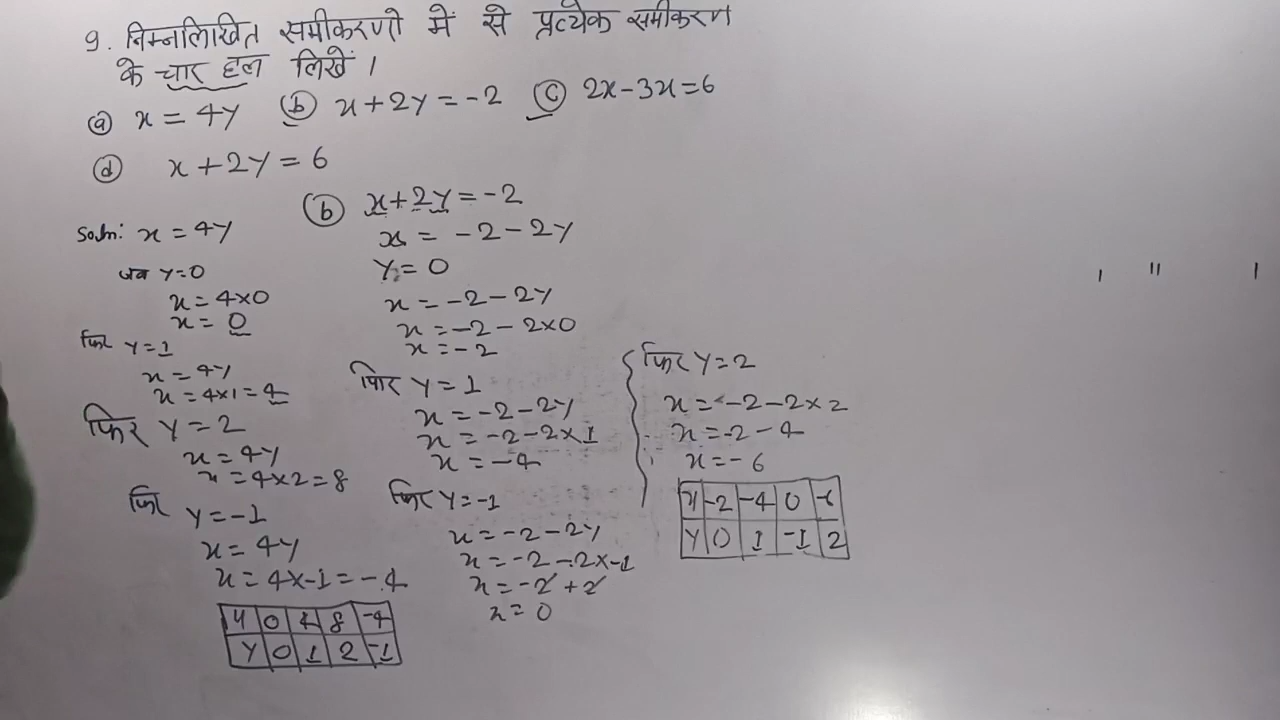 9. निम्नलिखित समीकरणो में से प्रत्येक समीकरण
के चार हल लिखें ।
ⓐ x = 4y ⓑ x + 2y = -2 ⓒ 2x - 3x = 6
ⓓ x + 2y = 6
Soln: x = 4y
जब y = 0
x = 4×0
x = 0
फिर y = 1
x = 4y
x = 4×1 = 4
फिर y = 2
x = 4y
x = 4×2 = 8
फिर y = -1
x = 4y
x = 4×-1 = -4
x 0 4 8 -4
y 0 1 2 -1
ⓑ x + 2y = -2
x = -2 - 2y
y = 0
x = -2 - 2y
x = -2 - 2×0
x = -2
फिर y = 1
x = -2 - 2y
x = -2 - 2×1
x = -4
फिर y = -1
x = -2 - 2y
x = -2 - 2×-1
x = -2 + 2
x = 0
फिर y = 2
x = -2 - 2×2
x = -2 - 4
x = -6
x -2 -4 0 -6
y 0 1 -1 2